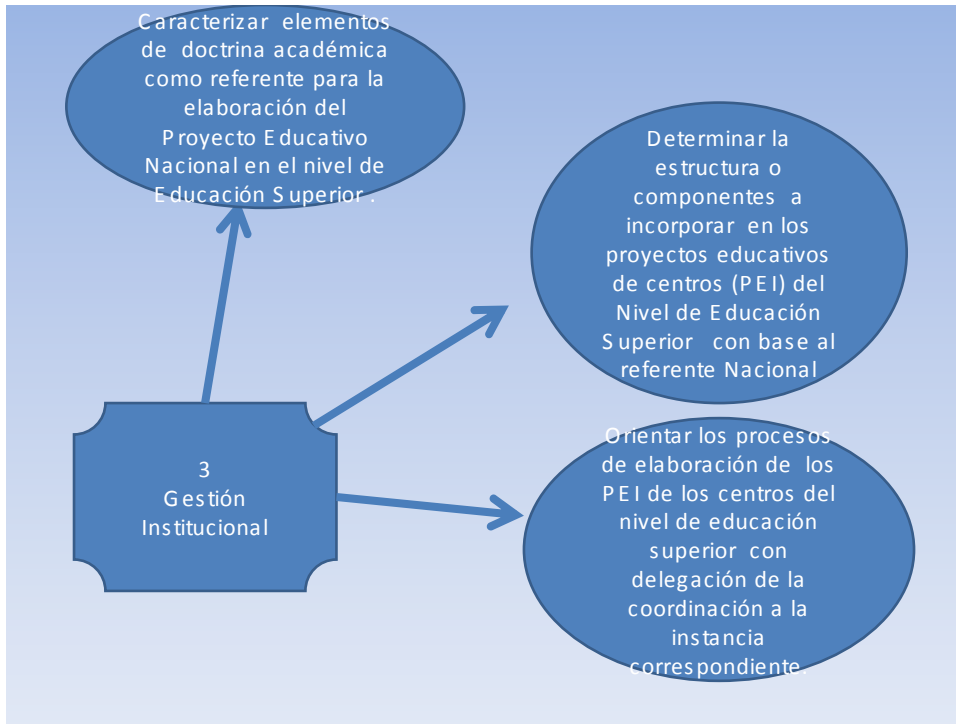 Caracterizar elementos
de doctrina académica
como referente para la
elaboración del
Proyecto Educativo
Nacional en el nivel de
Educación Superior .
Determinar la
estructura o
componentes a
incorporar en los
proyectos educativos
de centros (PEI) del
Nivel de Educación
Superior con base al
referente Nacional
3
Gestión
Institucional
Orientar los procesos
de elaboración de los
PEI de los centros del
nivel de educación
superior con
delegación de la
coordinación a la
instancia
correspondiente.